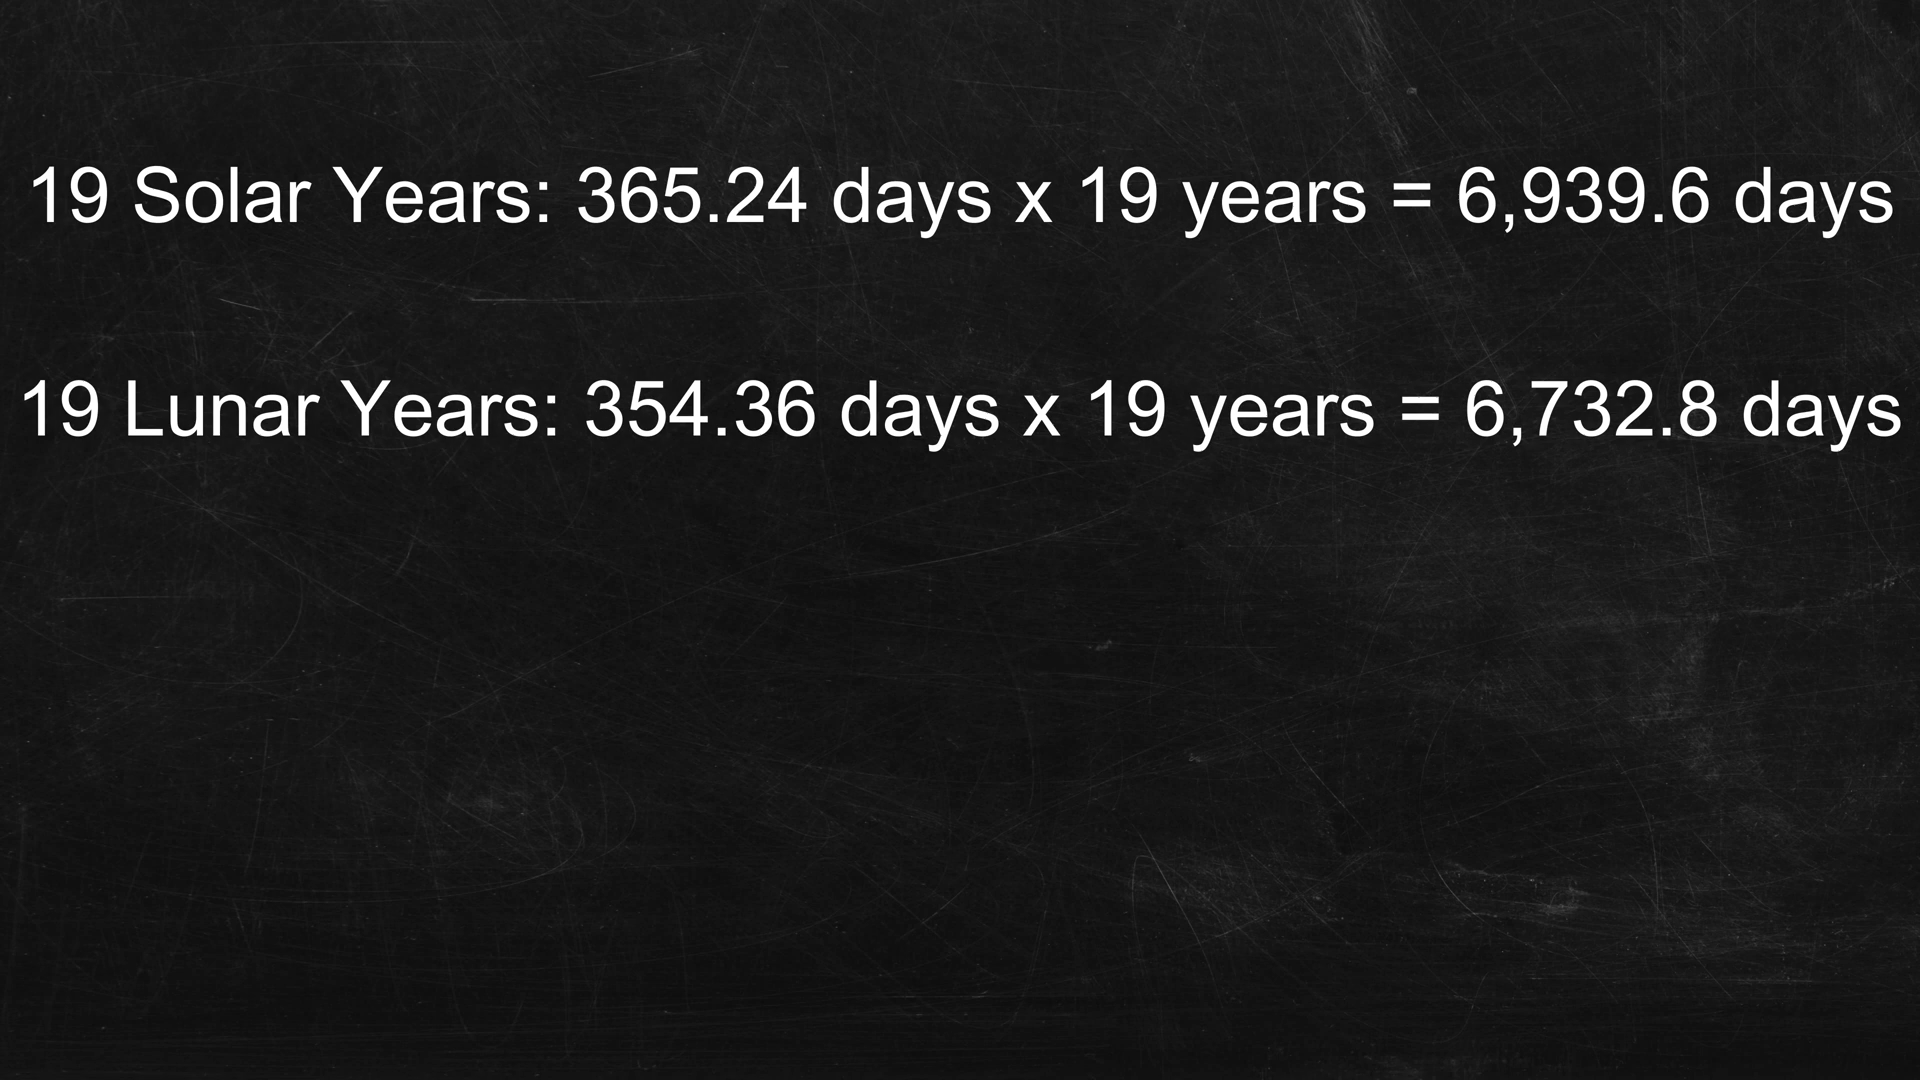 19 Solar Years: 365.24 days x 19 years = 6,939.6 days
19 Lunar Years: 354.36 days x 19 years = 6,732.8 days